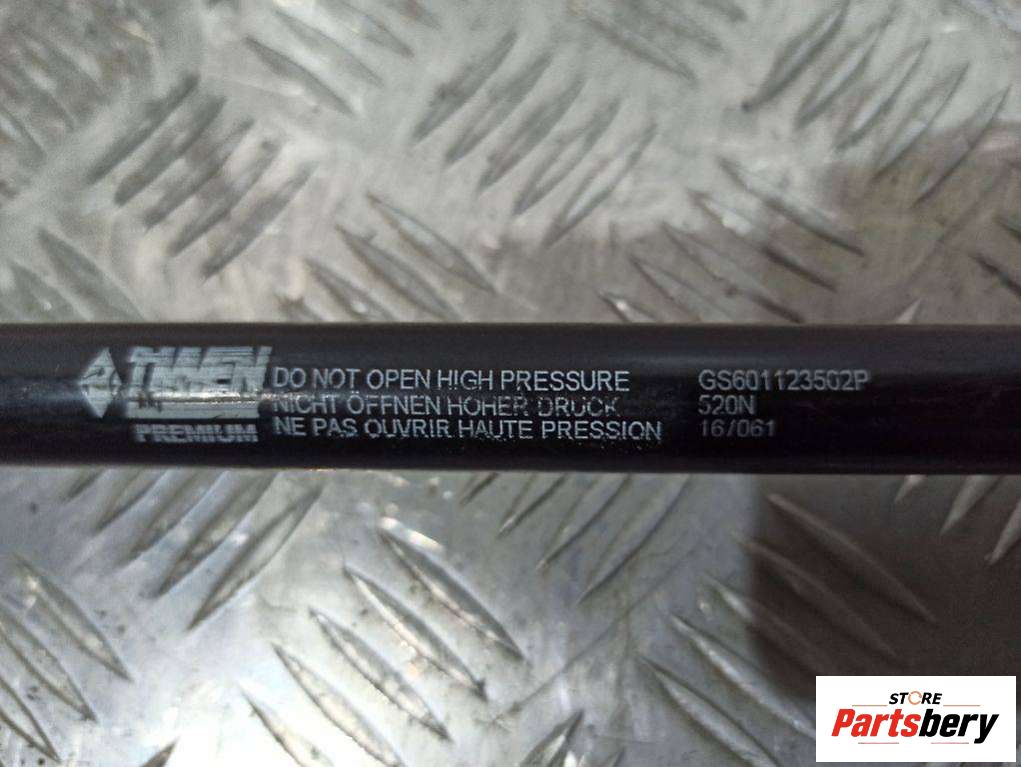 PREMIUM
DO NOT OPEN HIGH PRESSURE
NICHT ÖFFNEN HOHER DRUCK
NE PAS OUVRIR HAUTE PRESSION
GS601123502P
520N
16/061
STORE
Partsbery